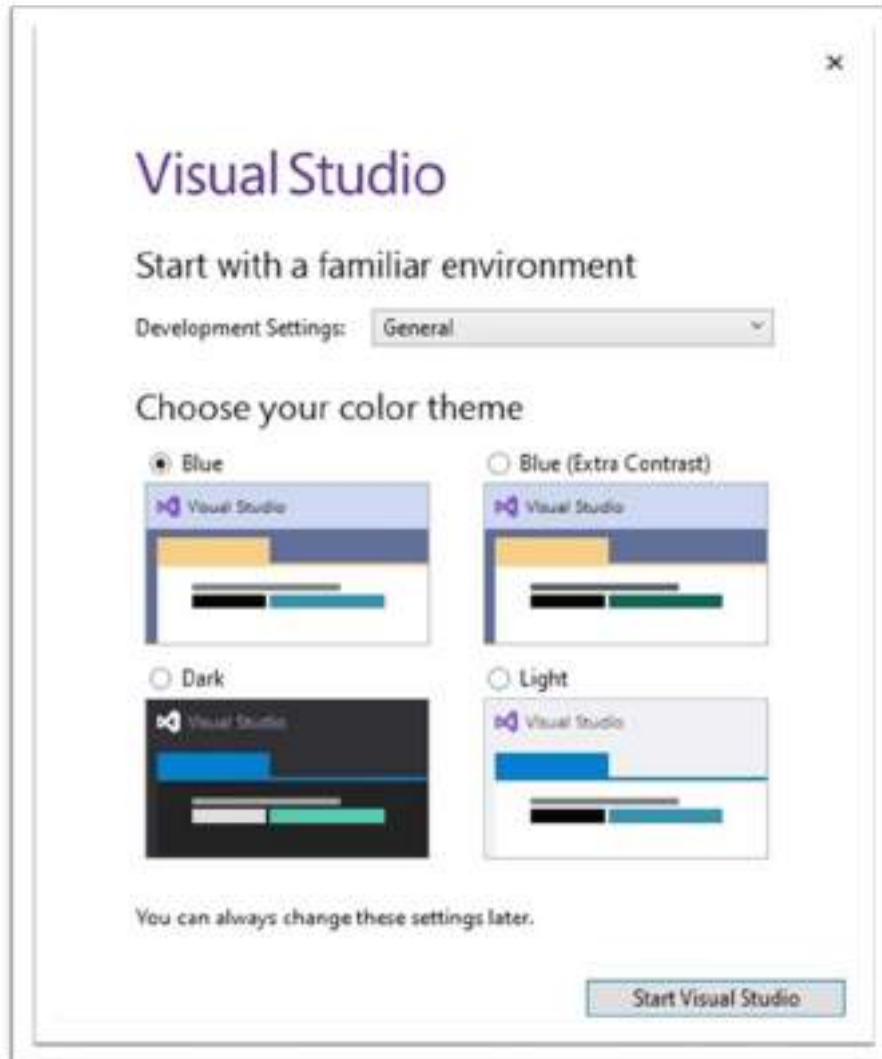 Visual Studio
Start with a familiar environment
Development Settings: General
Choose your color theme
Blue
Blue (Extra Contrast)
Visual Studio
Visual Studio
Dark
Light
Visual Studio
Visual Studio
You can always change these settings later.
Start Visual Studio